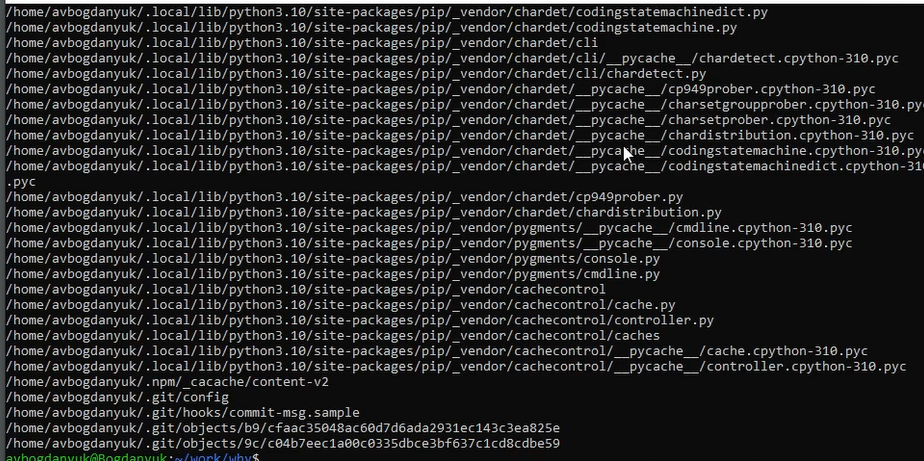 /home/avbogdanyuk/.local/lib/python3.10/site-packages/pip/_vendor/chardet/codingstatemachinedict.py
/home/avbogdanyuk/.local/lib/python3.10/site-packages/pip/_vendor/chardet/codingstatemachine.py
/home/avbogdanyuk/.local/lib/python3.10/site-packages/pip/_vendor/chardet/cli
/home/avbogdanyuk/.local/lib/python3.10/site-packages/pip/_vendor/chardet/cli/__pycache__/chardetect.cpython-310.pyc
/home/avbogdanyuk/.local/lib/python3.10/site-packages/pip/_vendor/chardet/cli/chardetect.py
/home/avbogdanyuk/.local/lib/python3.10/site-packages/pip/_vendor/chardet/__pycache__/cp949prober.cpython-310.pyc
/home/avbogdanyuk/.local/lib/python3.10/site-packages/pip/_vendor/chardet/__pycache__/charsetgroupprober.cpython-310.py
/home/avbogdanyuk/.local/lib/python3.10/site-packages/pip/_vendor/chardet/__pycache__/charsetprober.cpython-310.pyc
/home/avbogdanyuk/.local/lib/python3.10/site-packages/pip/_vendor/chardet/__pycache__/chardistribution.cpython-310.pyc
/home/avbogdanyuk/.local/lib/python3.10/site-packages/pip/_vendor/chardet/__pycache__/codingstatemachine.cpython-310.py
/home/avbogdanyuk/.local/lib/python3.10/site-packages/pip/_vendor/chardet/__pycache__/codingstatemachinedict.cpython-31
.pyc
/home/avbogdanyuk/.local/lib/python3.10/site-packages/pip/_vendor/chardet/cp949prober.py
/home/avbogdanyuk/.local/lib/python3.10/site-packages/pip/_vendor/chardet/chardistribution.py
/home/avbogdanyuk/.local/lib/python3.10/site-packages/pip/_vendor/pygments/__pycache__/cmdline.cpython-310.pyc
/home/avbogdanyuk/.local/lib/python3.10/site-packages/pip/_vendor/pygments/__pycache__/console.cpython-310.pyc
/home/avbogdanyuk/.local/lib/python3.10/site-packages/pip/_vendor/pygments/console.py
/home/avbogdanyuk/.local/lib/python3.10/site-packages/pip/_vendor/pygments/cmdline.py
/home/avbogdanyuk/.local/lib/python3.10/site-packages/pip/_vendor/cachecontrol
/home/avbogdanyuk/.local/lib/python3.10/site-packages/pip/_vendor/cachecontrol/cache.py
/home/avbogdanyuk/.local/lib/python3.10/site-packages/pip/_vendor/cachecontrol/controller.py
/home/avbogdanyuk/.local/lib/python3.10/site-packages/pip/_vendor/cachecontrol/caches
/home/avbogdanyuk/.local/lib/python3.10/site-packages/pip/_vendor/cachecontrol/__pycache__/cache.cpython-310.pyc
/home/avbogdanyuk/.local/lib/python3.10/site-packages/pip/_vendor/cachecontrol/__pycache__/controller.cpython-310.pyc
/home/avbogdanyuk/.npm/_cacache/content-v2
/home/avbogdanyuk/.git/config
/home/avbogdanyuk/.git/hooks/commit-msg.sample
/home/avbogdanyuk/.git/objects/b9/cfaac35048ac60d7d6ada2931ec143c3ea825e
/home/avbogdanyuk/.git/objects/9c/c04b7eec1a00c0335dbce3bf637c1cd8cdbe59
avbogdanyuk@Bogdanyuk:~/work/why$